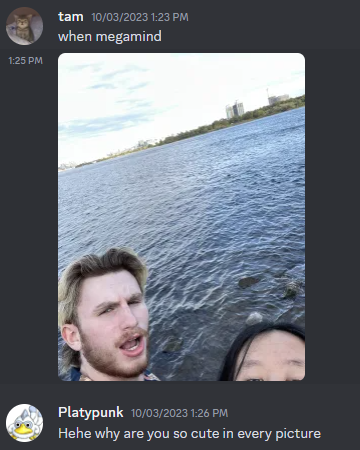 tam 10/03/2023 1:23 PM
when megamind
1:25 PM
Platypunk 10/03/2023 1:26 PM
Hehe why are you so cute in every picture